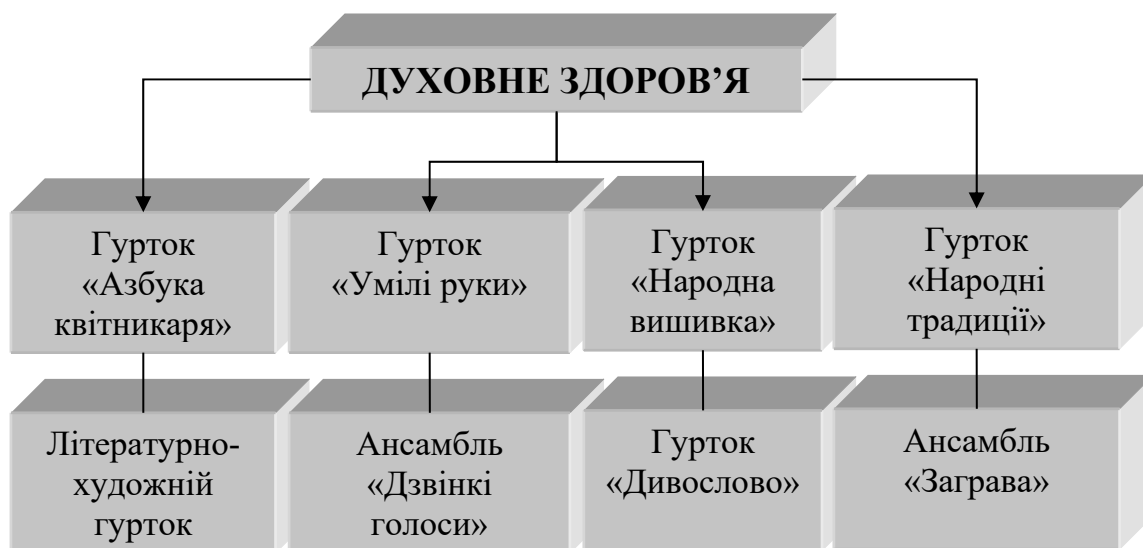 ДУХОВНЕ ЗДОРОВ’Я
Гурток
«Азбука
квітникаря»
Гурток
«Умілі руки»
Гурток
«Народна
вишивка»
Гурток
«Народні
традиції»
Літературно-
художній
гурток
Ансамбль
«Дзвінкі
голоси»
Гурток
«Дивослово»
Ансамбль
«Заграва»